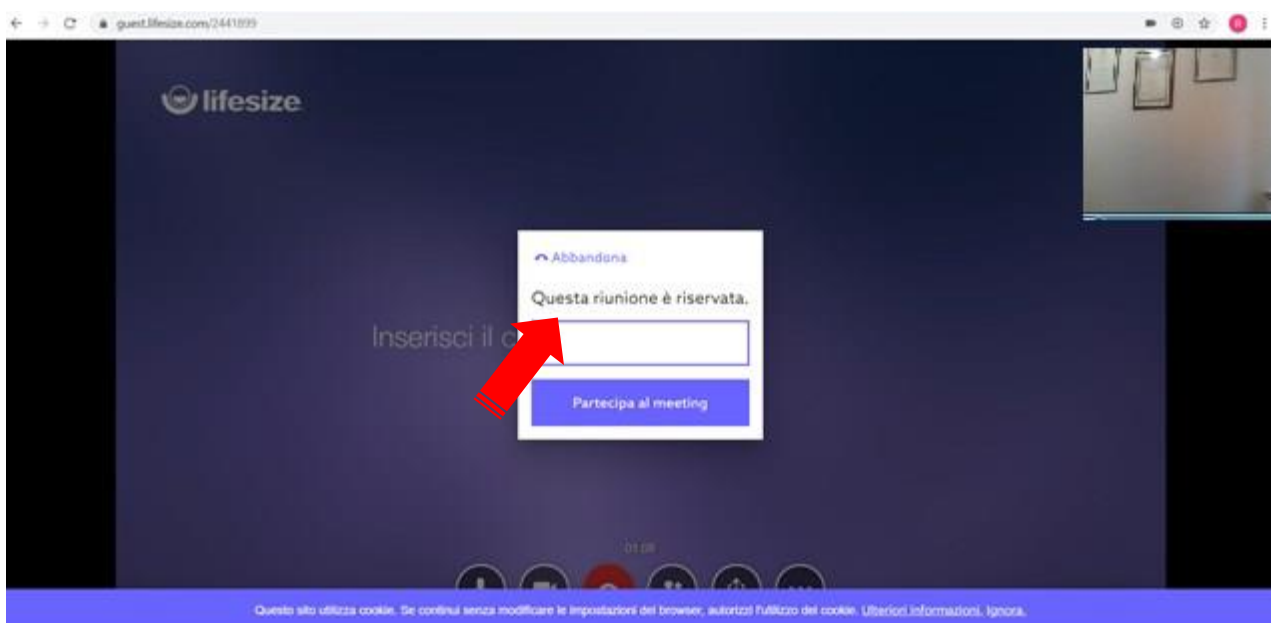 guest.lifesize.com/2441899
R
lifesize
Abbandona
Questa riunione è riservata.
Inserisci il c
Partecipa al meeting
01:08
Questo sito utilizza cookie. Se continui senza modificare le impostazioni del browser, autorizzi l'utilizzo dei cookie. Ulteriori informazioni. Ignora.